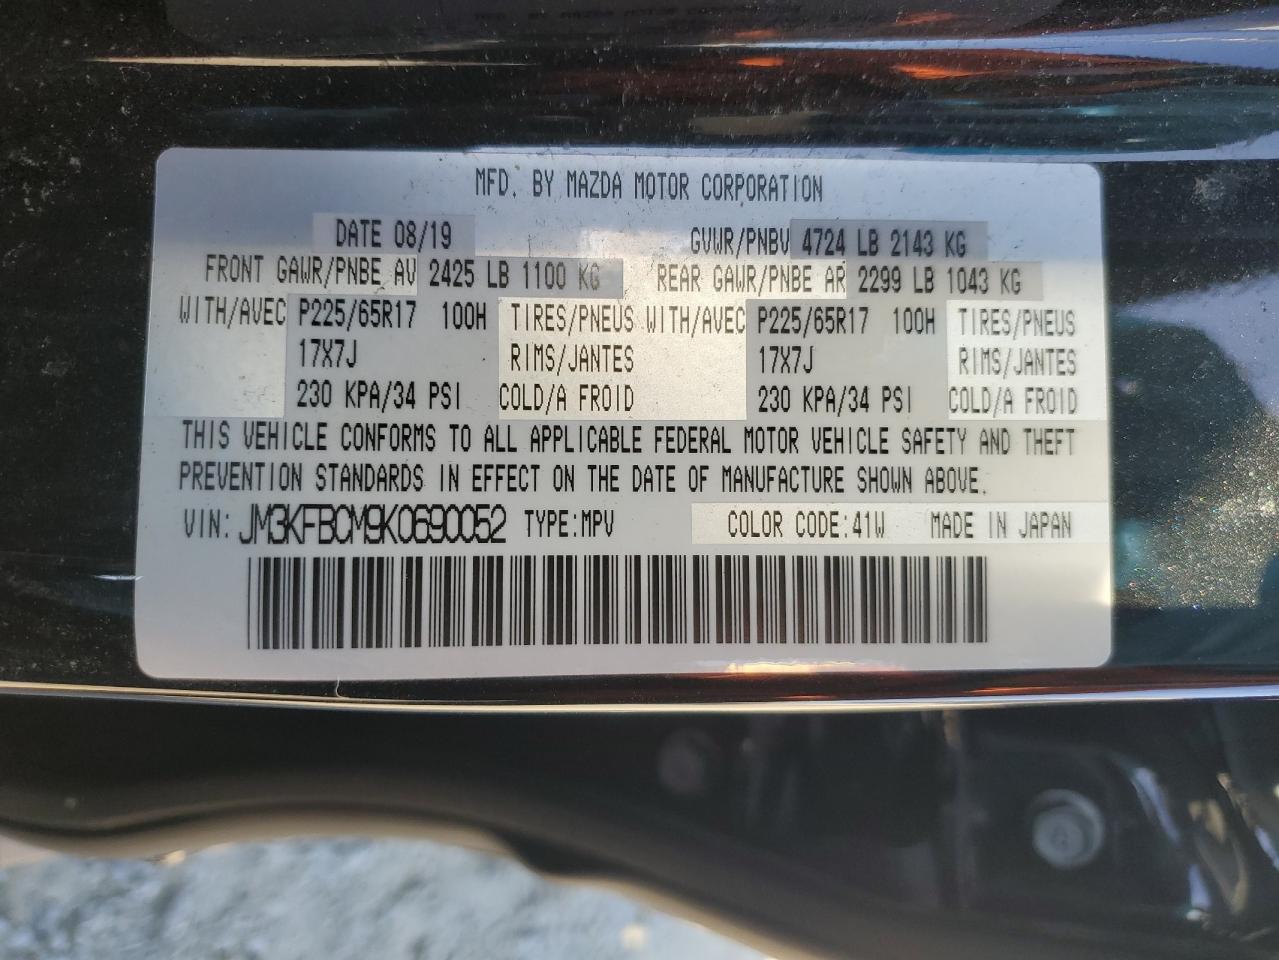 MFD. BY MAZDA MOTOR CORPORATION
DATE 08/19 GVWR/PNBV 4724 LB 2143 KG
FRONT GAWR/PNBE AV 2425 LB 1100 KG REAR GAWR/PNBE AR 2299 LB 1043 KG
WITH/AVEC P225/65R17 100H TIRES/PNEUS WITH/AVEC P225/65R17 100H TIRES/PNEUS
17X7J RIMS/JANTES 17X7J RIMS/JANTES
230 KPA/34 PSI COLD/A FROID 230 KPA/34 PSI COLD/A FROID
THIS VEHICLE CONFORMS TO ALL APPLICABLE FEDERAL MOTOR VEHICLE SAFETY AND THEFT
PREVENTION STANDARDS IN EFFECT ON THE DATE OF MANUFACTURE SHOWN ABOVE.
VIN: JM3KFBCM9K0690052 TYPE:MPV COLOR CODE:41W MADE IN JAPAN